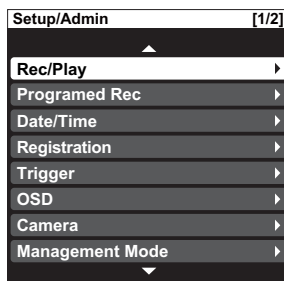 Setup/Admin [1/2]
Rec/Play
Programed Rec
Date/Time
Registration
Trigger
OSD
Camera
Management Mode